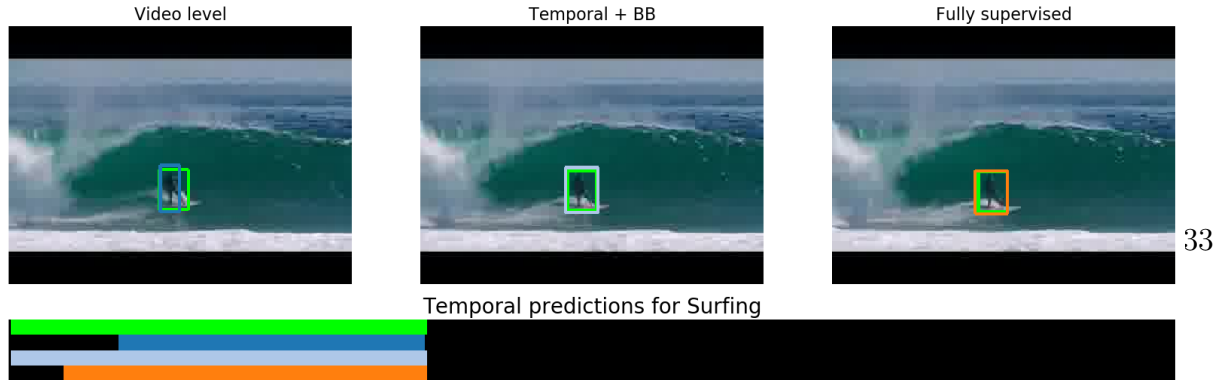 Video level
Temporal + BB
Fully supervised
33
Temporal predictions for Surfing